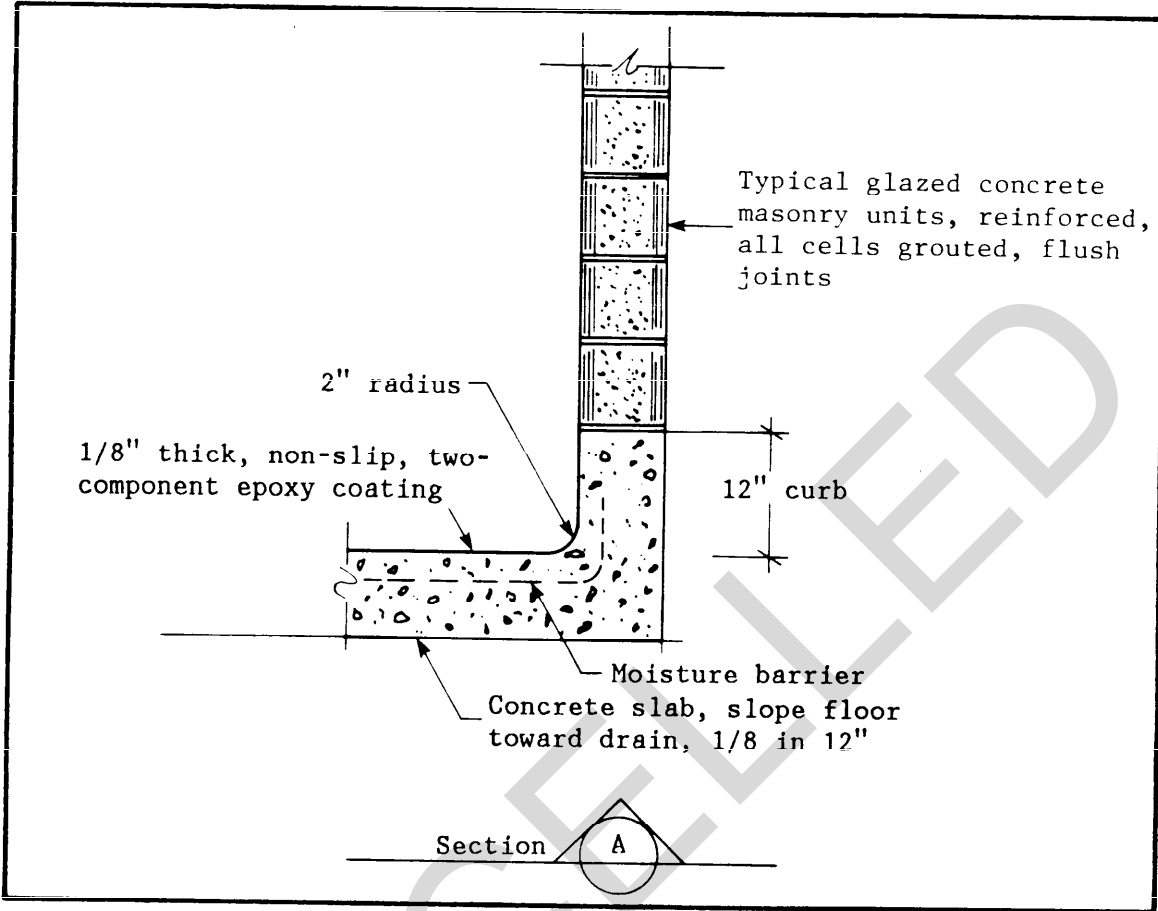 Typical glazed concrete
masonry units, reinforced,
all cells grouted, flush
joints
2" radius
1/8" thick, non-slip, two-
component epoxy coating
12" curb
Moisture barrier
Concrete slab, slope floor
toward drain, 1/8 in 12"
Section A
ELLED